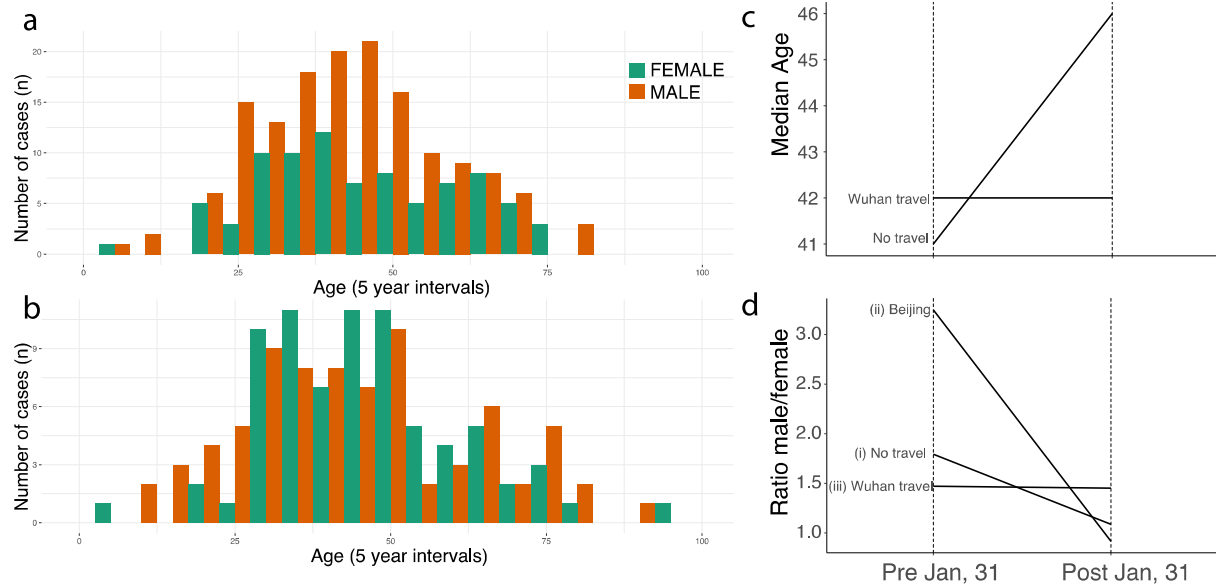 a
Number of cases (n)
20
15
10
5
0
FEMALE
MALE
0 25 50 75 100
Age (5 year intervals)
b
Number of cases (n)
9
6
3
0
0 25 50 75 100
Age (5 year intervals)
c
Median Age
46
45
44
43
42
41
Wuhan travel
No travel
d
Ratio male/female
3.0
2.5
2.0
1.5
1.0
(ii) Beijing
(i) No travel
(iii) Wuhan travel
Pre Jan, 31 Post Jan, 31